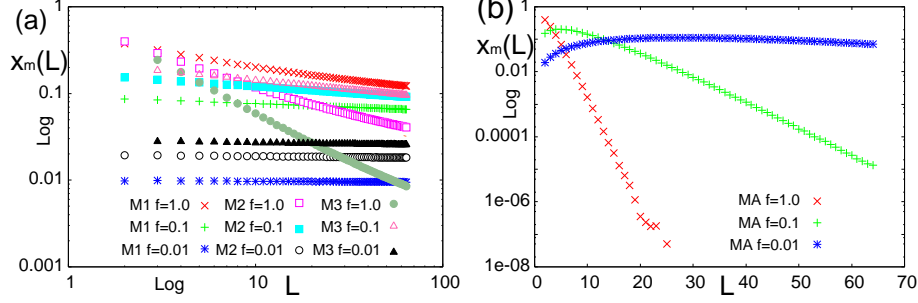 (a)
1
x_m(L)
0.1
Log
0.01
0.001
M1 f=1.0 M2 f=1.0 M3 f=1.0
M1 f=0.1 M2 f=0.1 M3 f=0.1
M1 f=0.01 M2 f=0.01 M3 f=0.01
1 Log 10 L 100
(b)
1
x_m(L)
0.01
Log
0.0001
1e-06
1e-08
MA f=1.0
MA f=0.1
MA f=0.01
0 10 20 30 40 50 60 70
L